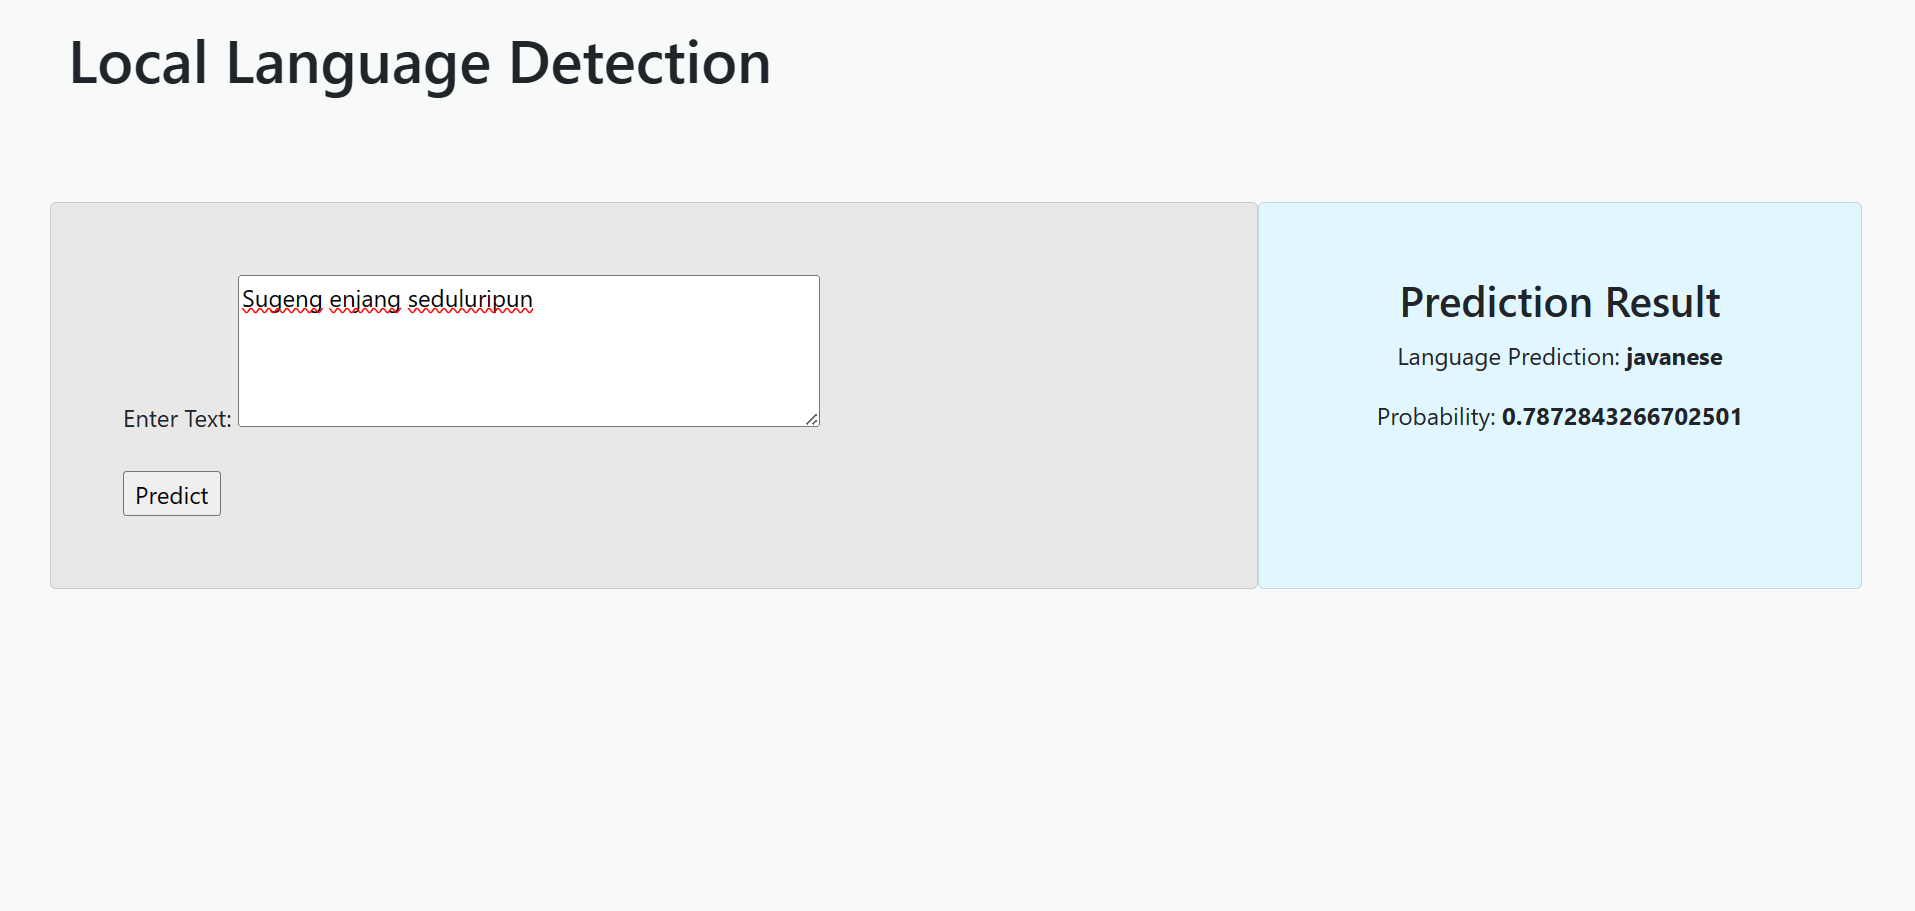 Local Language Detection
Sugeng enjang seduluripun
Enter Text:
Predict
Prediction Result
Language Prediction: javanese
Probability: 0.7872843266702501